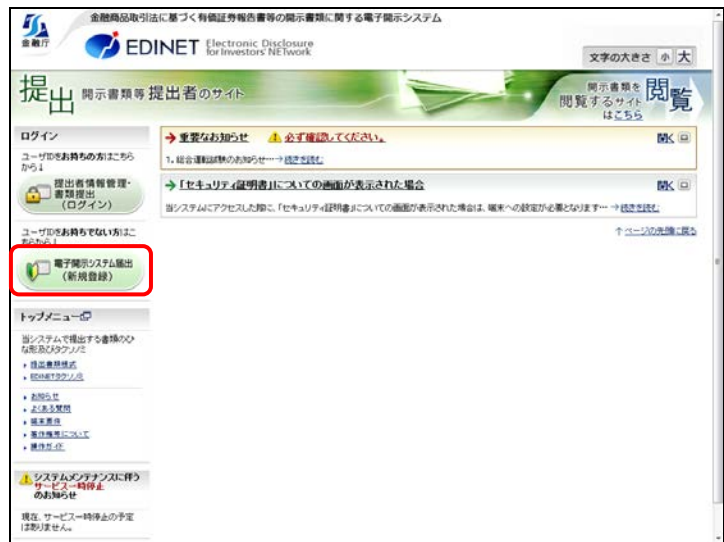 金融商品取引法に基づく有価証券報告書等の開示書類に関する電子開示システム
金融庁
EDINET Electronic Disclosure for Investors' NETwork
文字の大きさ 小 大
提出 開示書類等提出者のサイト
開示書類を閲覧するサイトはこちら 閲覧
ログイン
ユーザIDをお持ちの方はこちら
から↓
提出者情報管理・
書類提出
(ログイン)
ユーザIDをお持ちでない方はこ
ちらから↓
電子開示システム届出
(新規登録)
トップメニュー
当システムで提出する書類のひ
な形及びタクソノミ
提出書類様式
EDINETタクソノミ
お知らせ
よくある質問
端末要件
著作権等について
操作ガイド
システムメンテナンスに伴う
サービス一時停止
のお知らせ
現在、サービス一時停止の予定
はありません。
重要なお知らせ 必ず確認してください。 開く
1. 総合運転試験のお知らせ…→続きを読む
「セキュリティ証明書」についての画面が表示された場合 開く
当システムにアクセスした際に、「セキュリティ証明書」についての画面が表示された場合は、端末への設定が必要となります…→続きを読む
↑ページの先頭に戻る